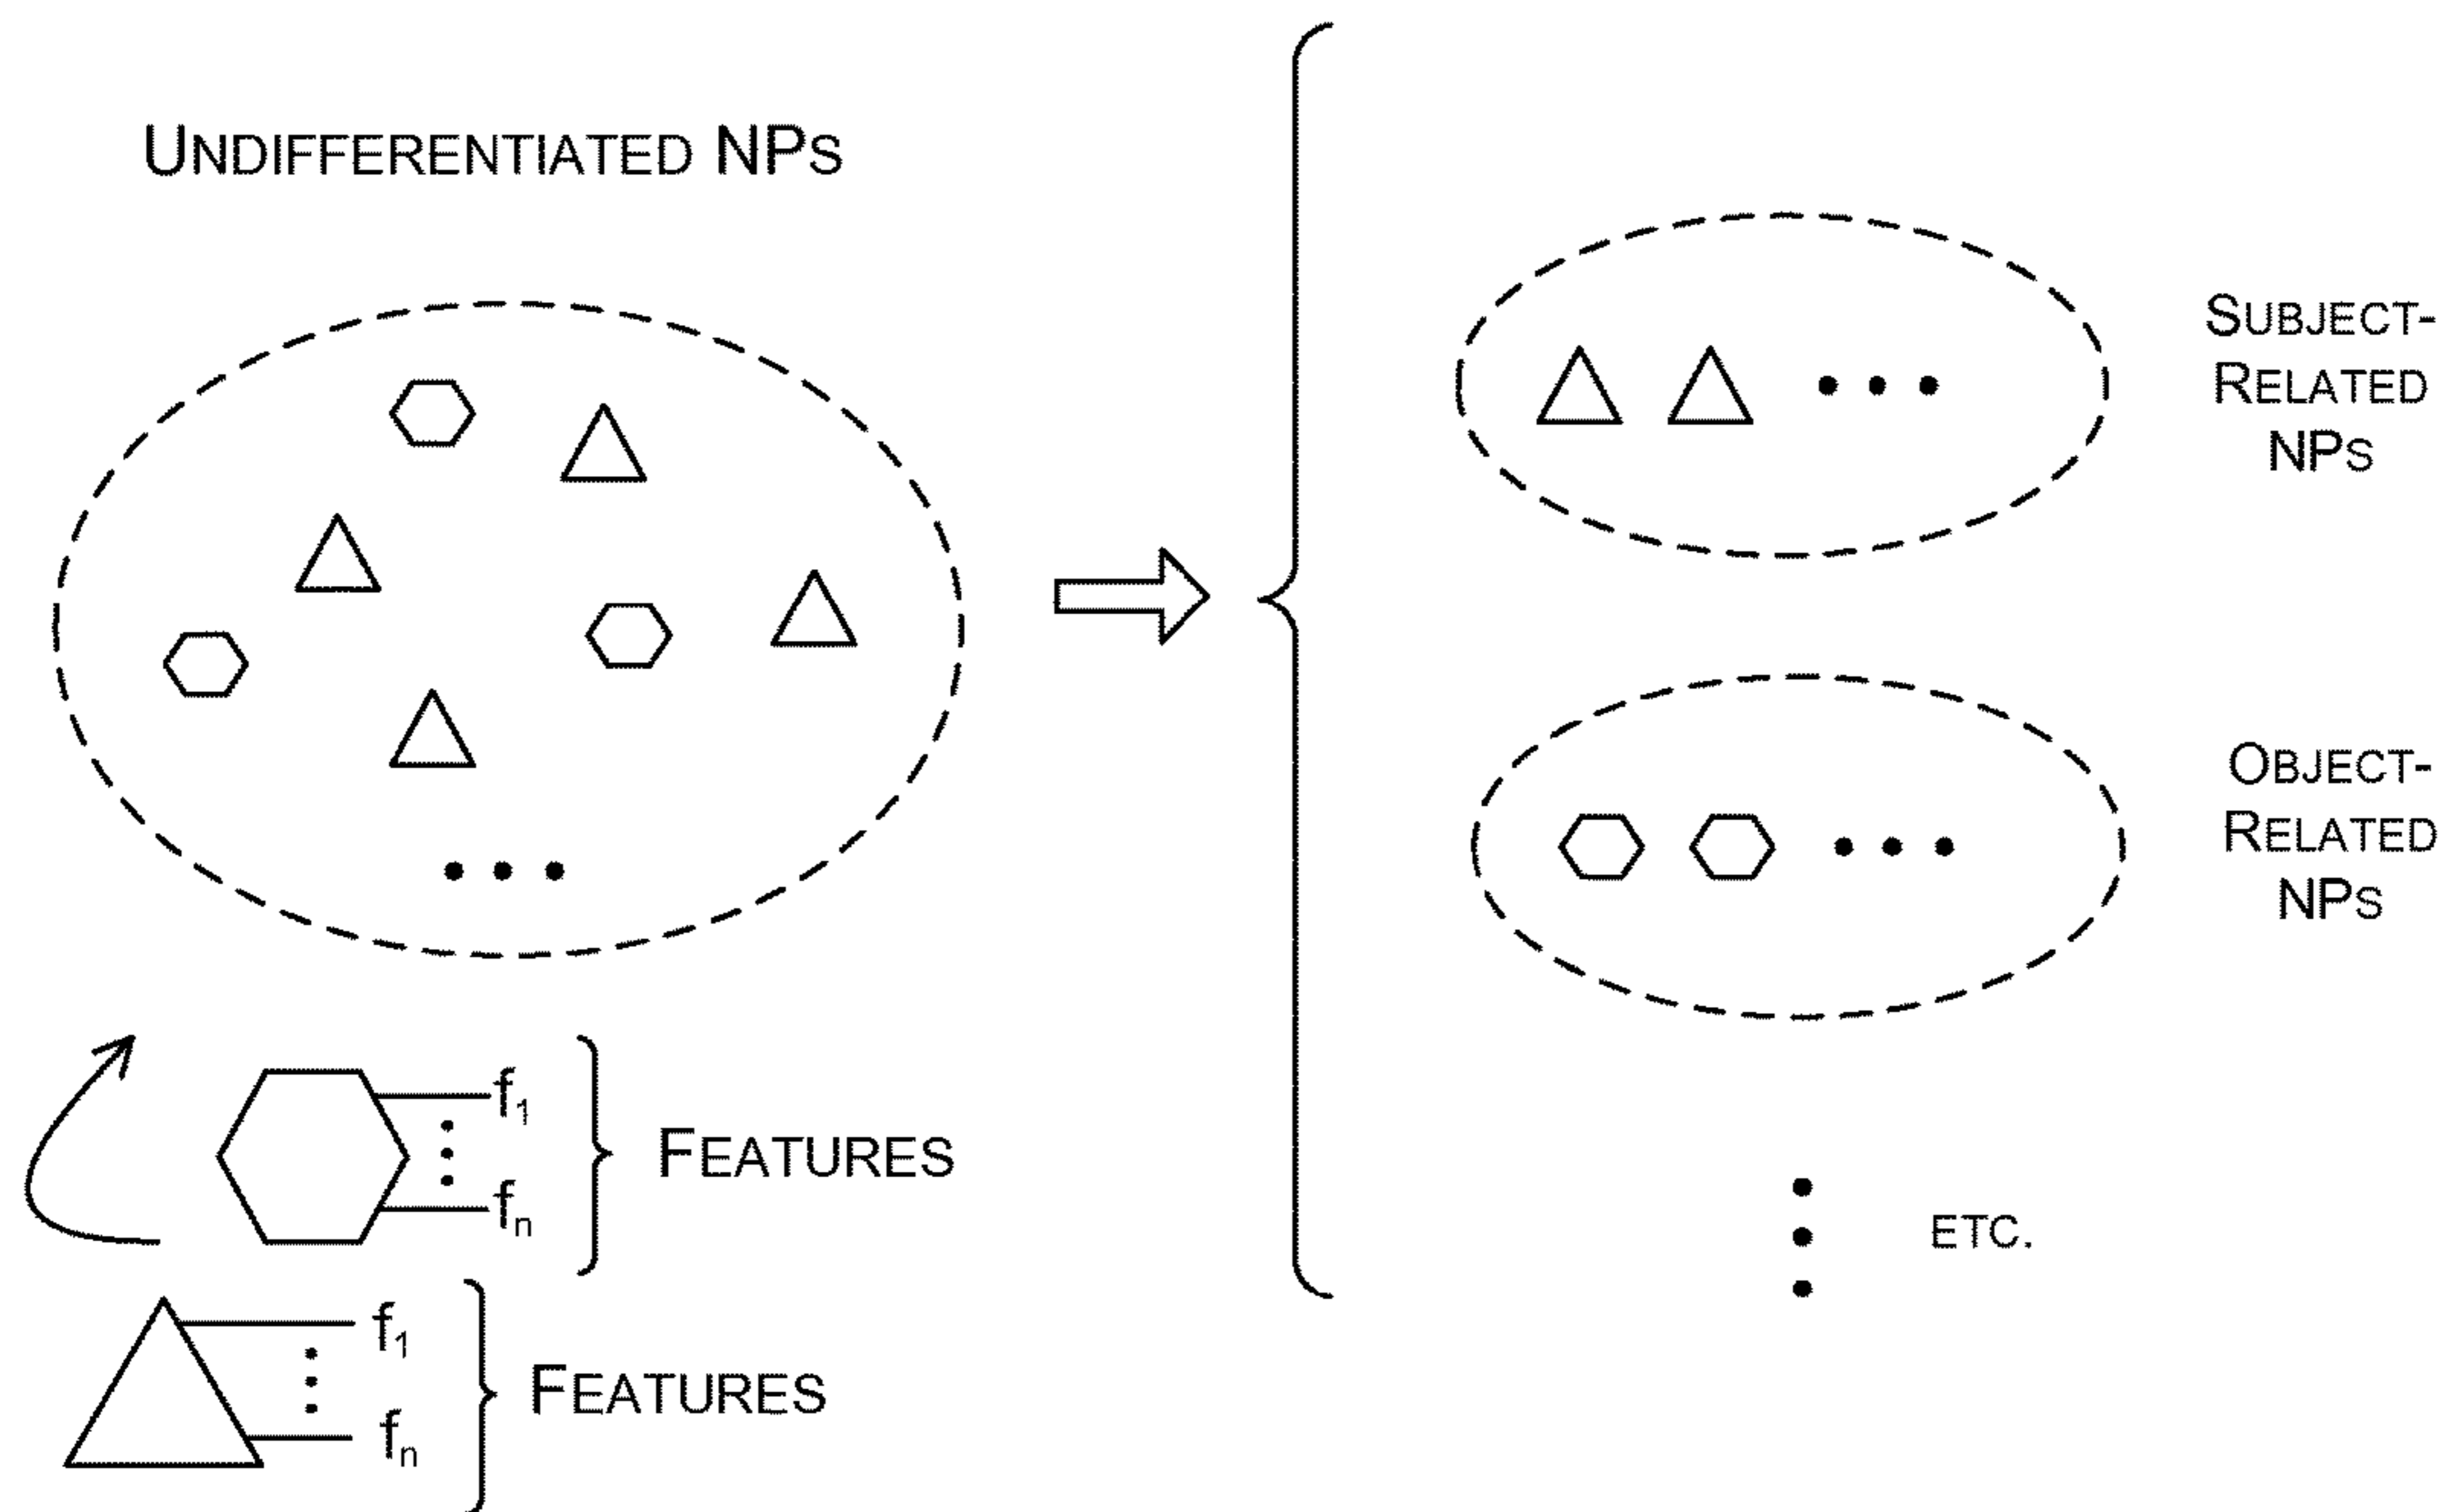 UNDIFFERENTIATED NPS
SUBJECT-
RELATED
NPS
OBJECT-
RELATED
NPS
f1
FEATURES
fn
ETC.
f1
FEATURES
fn